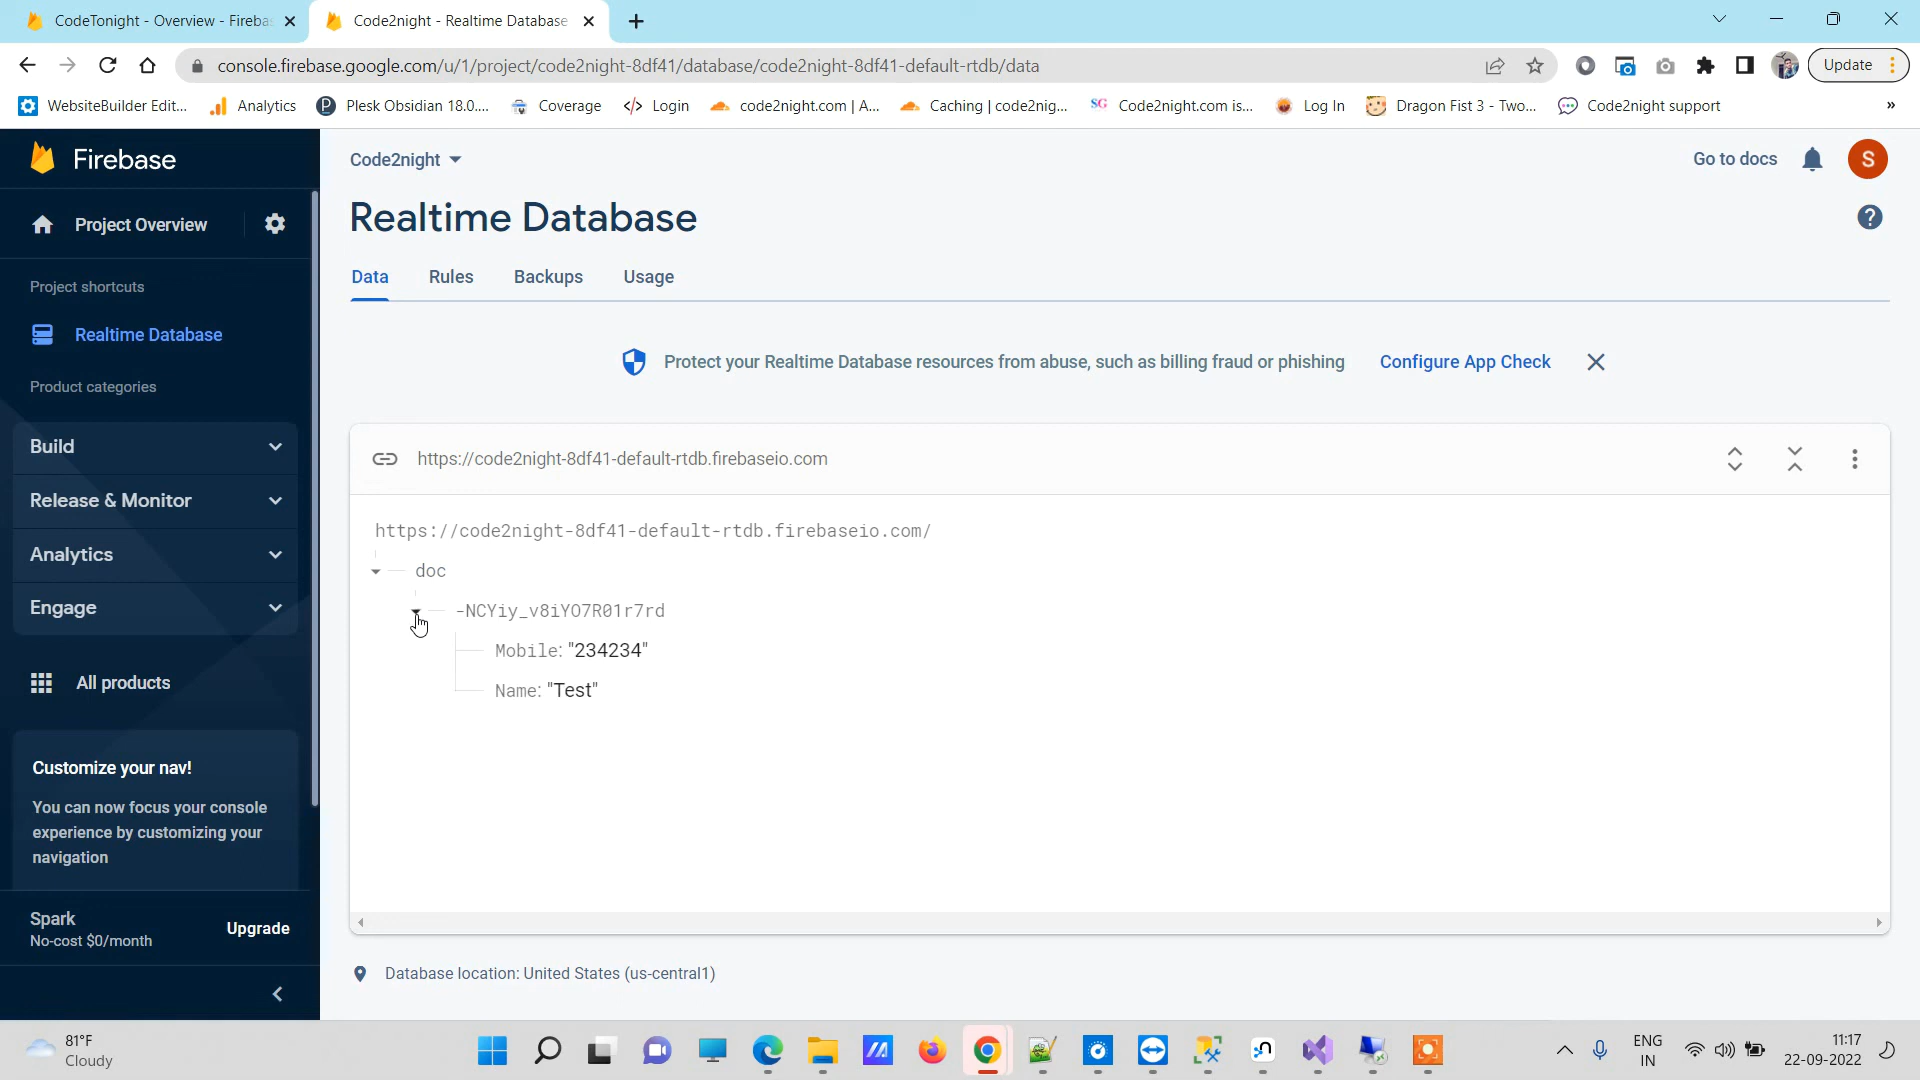 CodeTonight - Overview - Fireba
Code2night - Realtime Database
console.firebase.google.com/u/1/project/code2night-8df41/database/code2night-8df41-default-rtdb/data
Update
WebsiteBuilder Edit...
Analytics
Plesk Obsidian 18.0....
Coverage
Login
code2night.com | A...
Caching | code2nig...
SG
Code2night.com is...
Log In
Dragon Fist 3 - Two...
Code2night support
»
Firebase
Project Overview
Project shortcuts
Realtime Database
Product categories
Build
Release & Monitor
Analytics
Engage
All products
Customize your nav!
You can now focus your console
experience by customizing your
navigation
Spark
No-cost $0/month
Upgrade
Code2night
Go to docs
S
Realtime Database
Data
Rules
Backups
Usage
Protect your Realtime Database resources from abuse, such as billing fraud or phishing
Configure App Check
https://code2night-8df41-default-rtdb.firebaseio.com
https://code2night-8df41-default-rtdb.firebaseio.com/
doc
-NCYiy_v8iYO7R01r7rd
Mobile: "234234"
Name: "Test"
Database location: United States (us-central1)
81°F
Cloudy
ENG
IN
11:17
22-09-2022